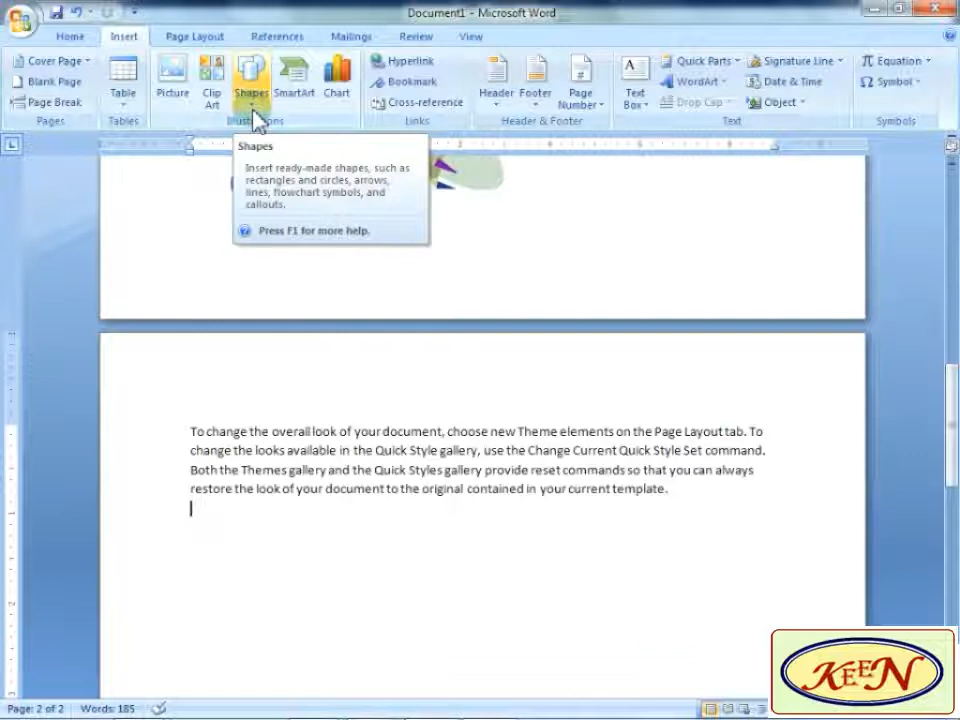 Document1 - Microsoft Word
Home Insert Page Layout References Mailings Review View
Cover Page
Blank Page
Page Break
Pages
Table
Tables
Picture
Clip Art
Shapes
SmartArt
Chart
Illustrations
Hyperlink
Bookmark
Cross-reference
Links
Header
Footer
Page Number
Header & Footer
Text Box
Quick Parts
WordArt
Drop Cap
Signature Line
Date & Time
Object
Text
Equation
Symbol
Symbols
Shapes
Insert ready-made shapes, such as
rectangles and circles, arrows,
lines, flowchart symbols, and
callouts.
Press F1 for more help.
To change the overall look of your document, choose new Theme elements on the Page Layout tab. To
change the looks available in the Quick Style gallery, use the Change Current Quick Style Set command.
Both the Themes gallery and the Quick Styles gallery provide reset commands so that you can always
restore the look of your document to the original contained in your current template.
Page: 2 of 2 Words: 185
KEEN